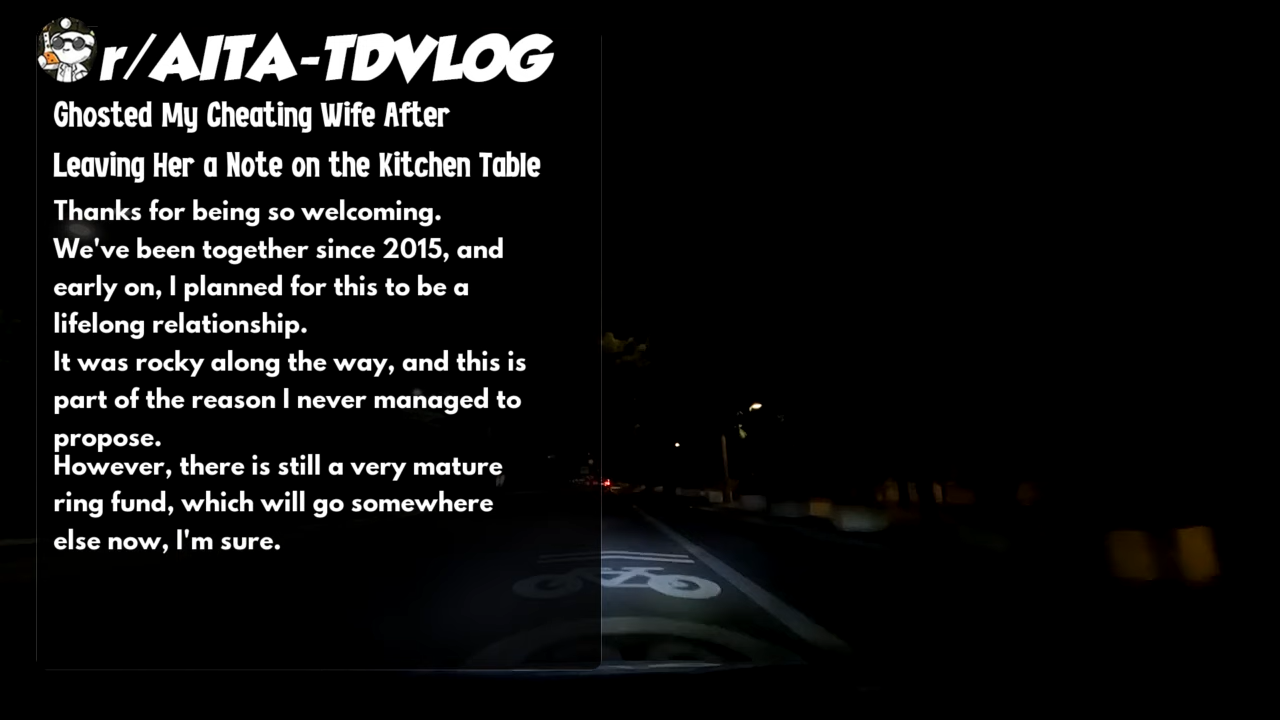 r/AITA-TDVLOG
Ghosted My Cheating Wife After
Leaving Her a Note on the Kitchen Table
Thanks for being so welcoming.
We've been together since 2015, and
early on, I planned for this to be a
lifelong relationship.
It was rocky along the way, and this is
part of the reason I never managed to
propose.
However, there is still a very mature
ring fund, which will go somewhere
else now, I'm sure.